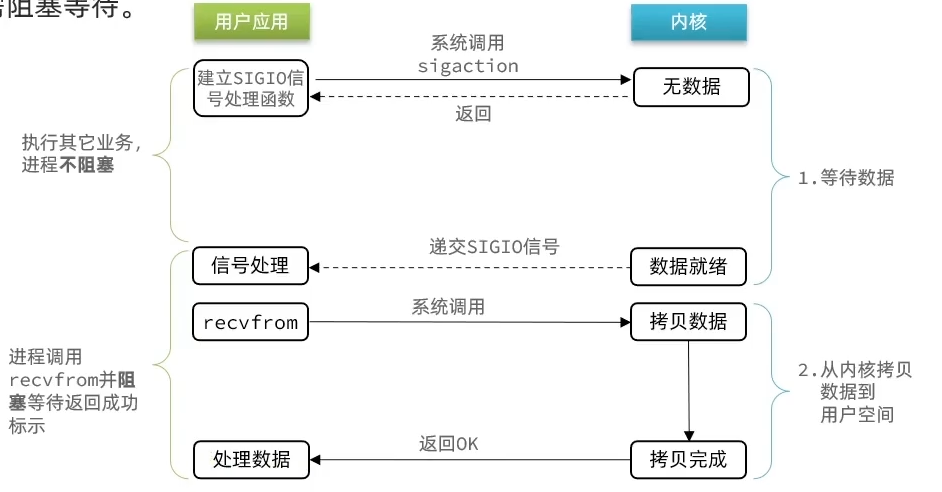 阻塞等待。
用户应用
内核
系统调用
sigaction
建立SIGIO信
号处理函数
无数据
返回
执行其它业务,
进程不阻塞
1.等待数据
递交SIGIO信号
信号处理
数据就绪
系统调用
recvfrom
拷贝数据
进程调用
recvfrom并阻
塞等待返回成功
标示
2.从内核拷贝
数据到
用户空间
返回OK
处理数据
拷贝完成